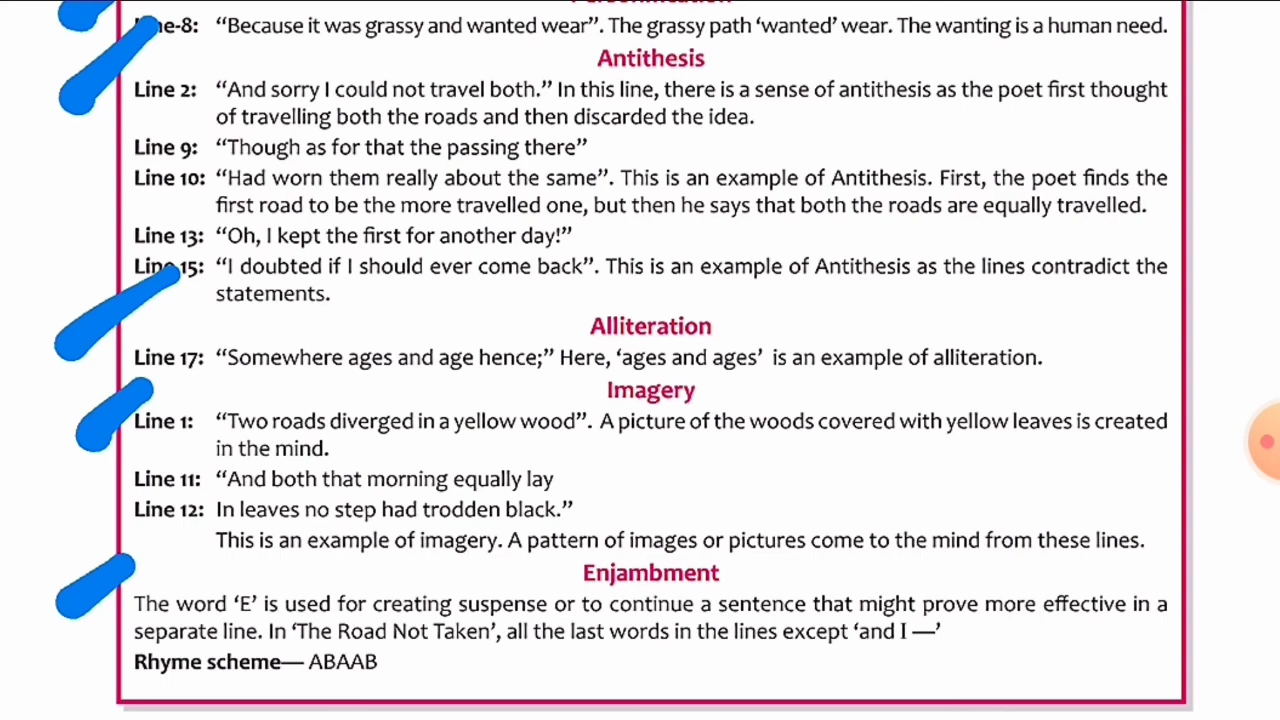 “Because it was grassy and wanted wear”. The grassy path ‘wanted’ wear. The wanting is a human need.
Antithesis
Line 2: “And sorry I could not travel both.” In this line, there is a sense of antithesis as the poet first thought
of travelling both the roads and then discarded the idea.
Line 9: “Though as for that the passing there”
Line 10: “Had worn them really about the same”. This is an example of Antithesis. First, the poet finds the
first road to be the more travelled one, but then he says that both the roads are equally travelled.
Line 13: “Oh, I kept the first for another day!”
Line 15: “I doubted if I should ever come back”. This is an example of Antithesis as the lines contradict the
statements.
Alliteration
Line 17: “Somewhere ages and age hence;” Here, ‘ages and ages’ is an example of alliteration.
Imagery
Line 1: “Two roads diverged in a yellow wood”. A picture of the woods covered with yellow leaves is created
in the mind.
Line 11: “And both that morning equally lay
Line 12: In leaves no step had trodden black.”
This is an example of imagery. A pattern of images or pictures come to the mind from these lines.
Enjambment
The word ‘E’ is used for creating suspense or to continue a sentence that might prove more effective in a
separate line. In ‘The Road Not Taken’, all the last words in the lines except ‘and I —’
Rhyme scheme— ABAAB